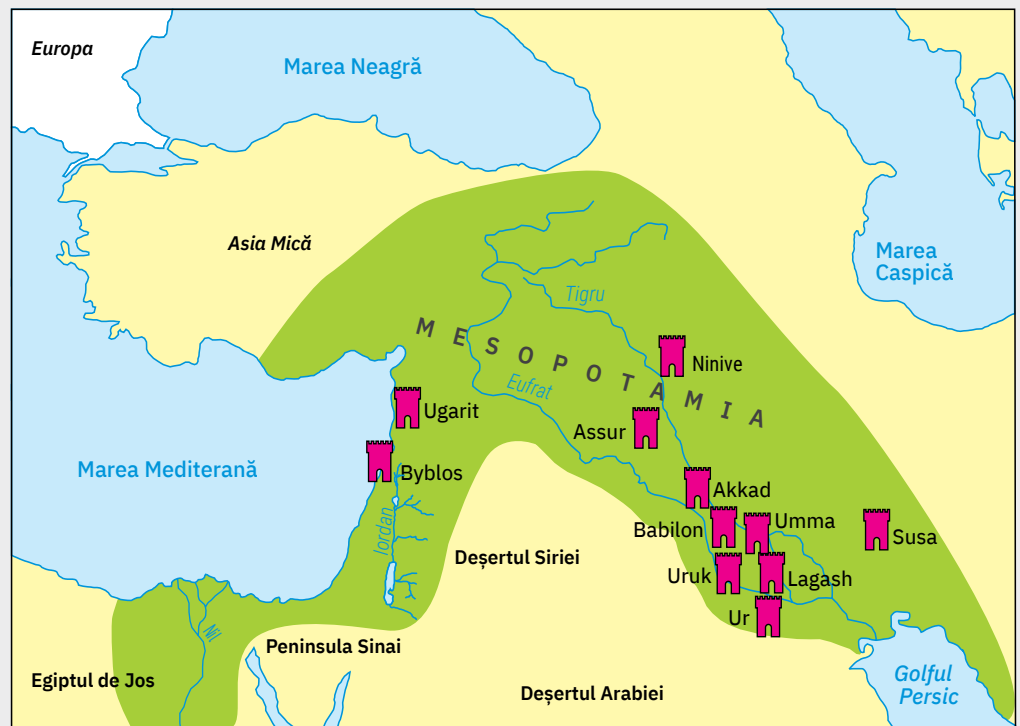 Europa
Marea Neagră
Asia Mică
Marea
Caspică
Tigru
MESOPOTAMIA
Ninive
Eufrat
Ugarit
Assur
Marea Mediterană
Byblos
Akkad
Iordan
Babilon
Umma
Susa
Deșertul Siriei
Uruk
Lagash
Ur
Nil
Peninsula Sinai
Egiptul de Jos
Deșertul Arabiei
Golful
Persic